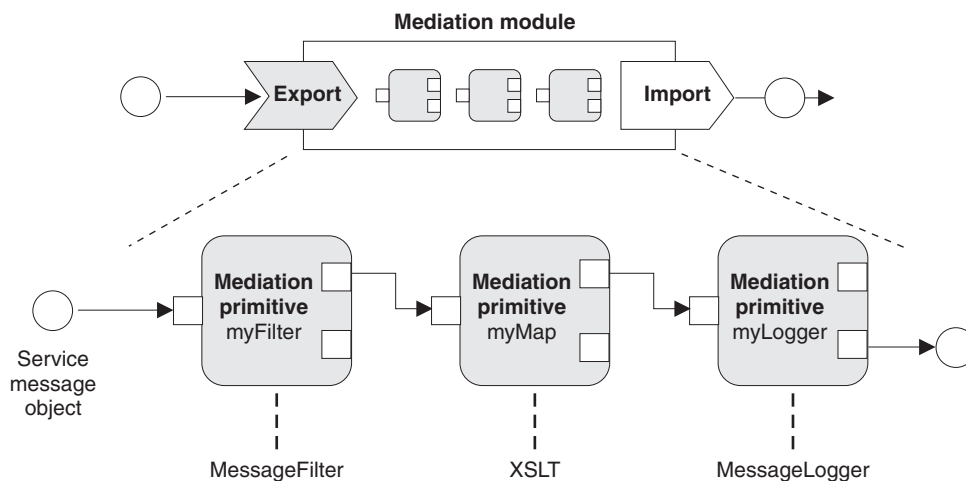 Mediation module
Export
Import
Mediation
primitive
myFilter
Mediation
primitive
myMap
Mediation
primitive
myLogger
Service
message
object
MessageFilter
XSLT
MessageLogger